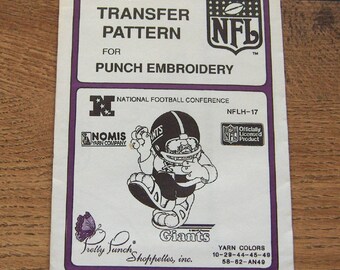 TRANSFER
PATTERN
FOR
PUNCH EMBROIDERY
NFL
NATIONAL FOOTBALL CONFERENCE
NFLH-17
NOMIS
YARN COMPANY
Officially
Licensed
Product
Giants
Pretty Punch
Shoppettes, inc.
YARN COLORS
10-29-44-45-48
58-62-AN49